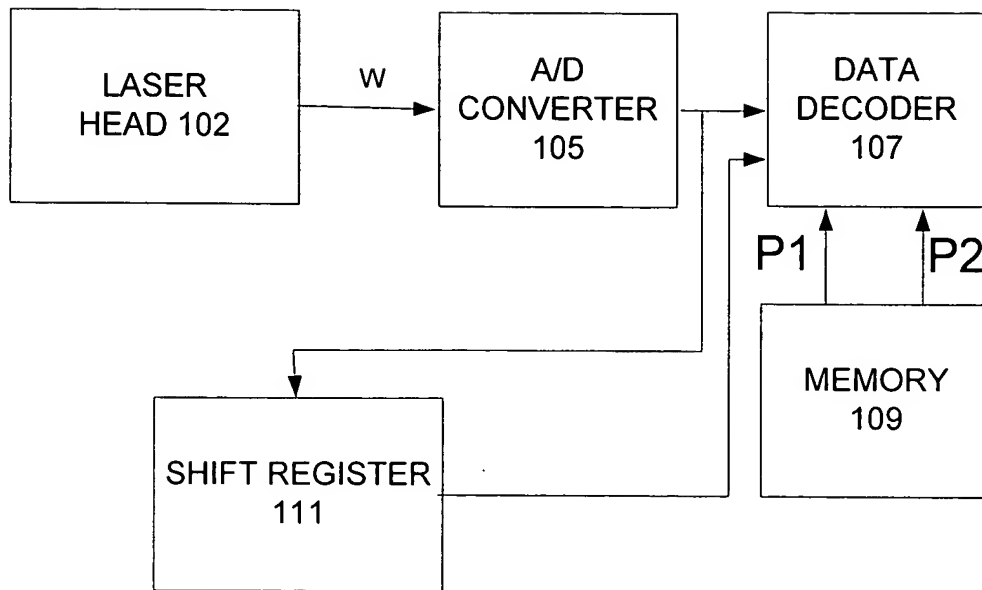 LASER
HEAD 102
W
A/D
CONVERTER
105
DATA
DECODER
107
P1
P2
MEMORY
109
SHIFT REGISTER
111